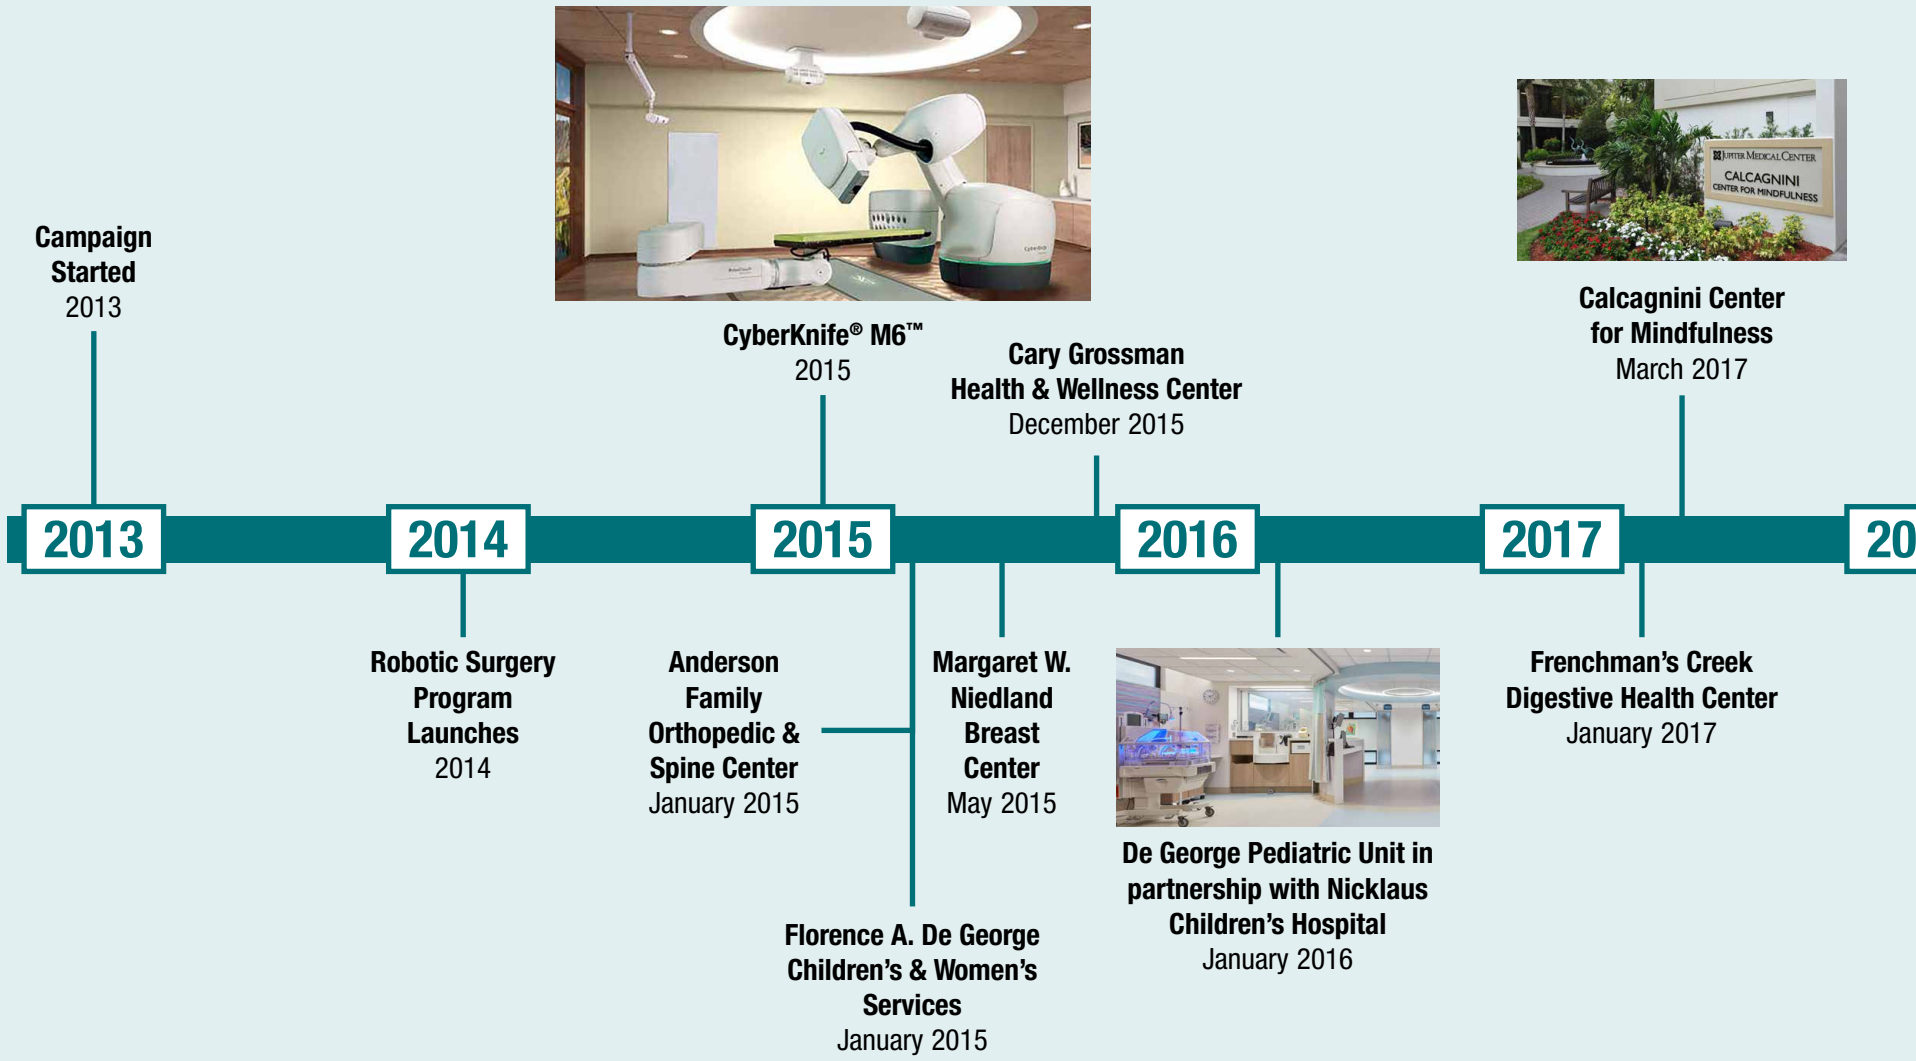 Campaign
Started
2013
CyberKnife® M6™
2015
Cary Grossman
Health & Wellness Center
December 2015
JUPITER MEDICAL CENTER
CALCAGNINI
CENTER FOR MINDFULNESS
Calcagnini Center
for Mindfulness
March 2017
2013
2014
2015
2016
2017
20
Robotic Surgery
Program
Launches
2014
Anderson
Family
Orthopedic &
Spine Center
January 2015
Florence A. De George
Children’s & Women’s
Services
January 2015
Margaret W.
Niedland
Breast
Center
May 2015
De George Pediatric Unit in
partnership with Nicklaus
Children’s Hospital
January 2016
Frenchman’s Creek
Digestive Health Center
January 2017